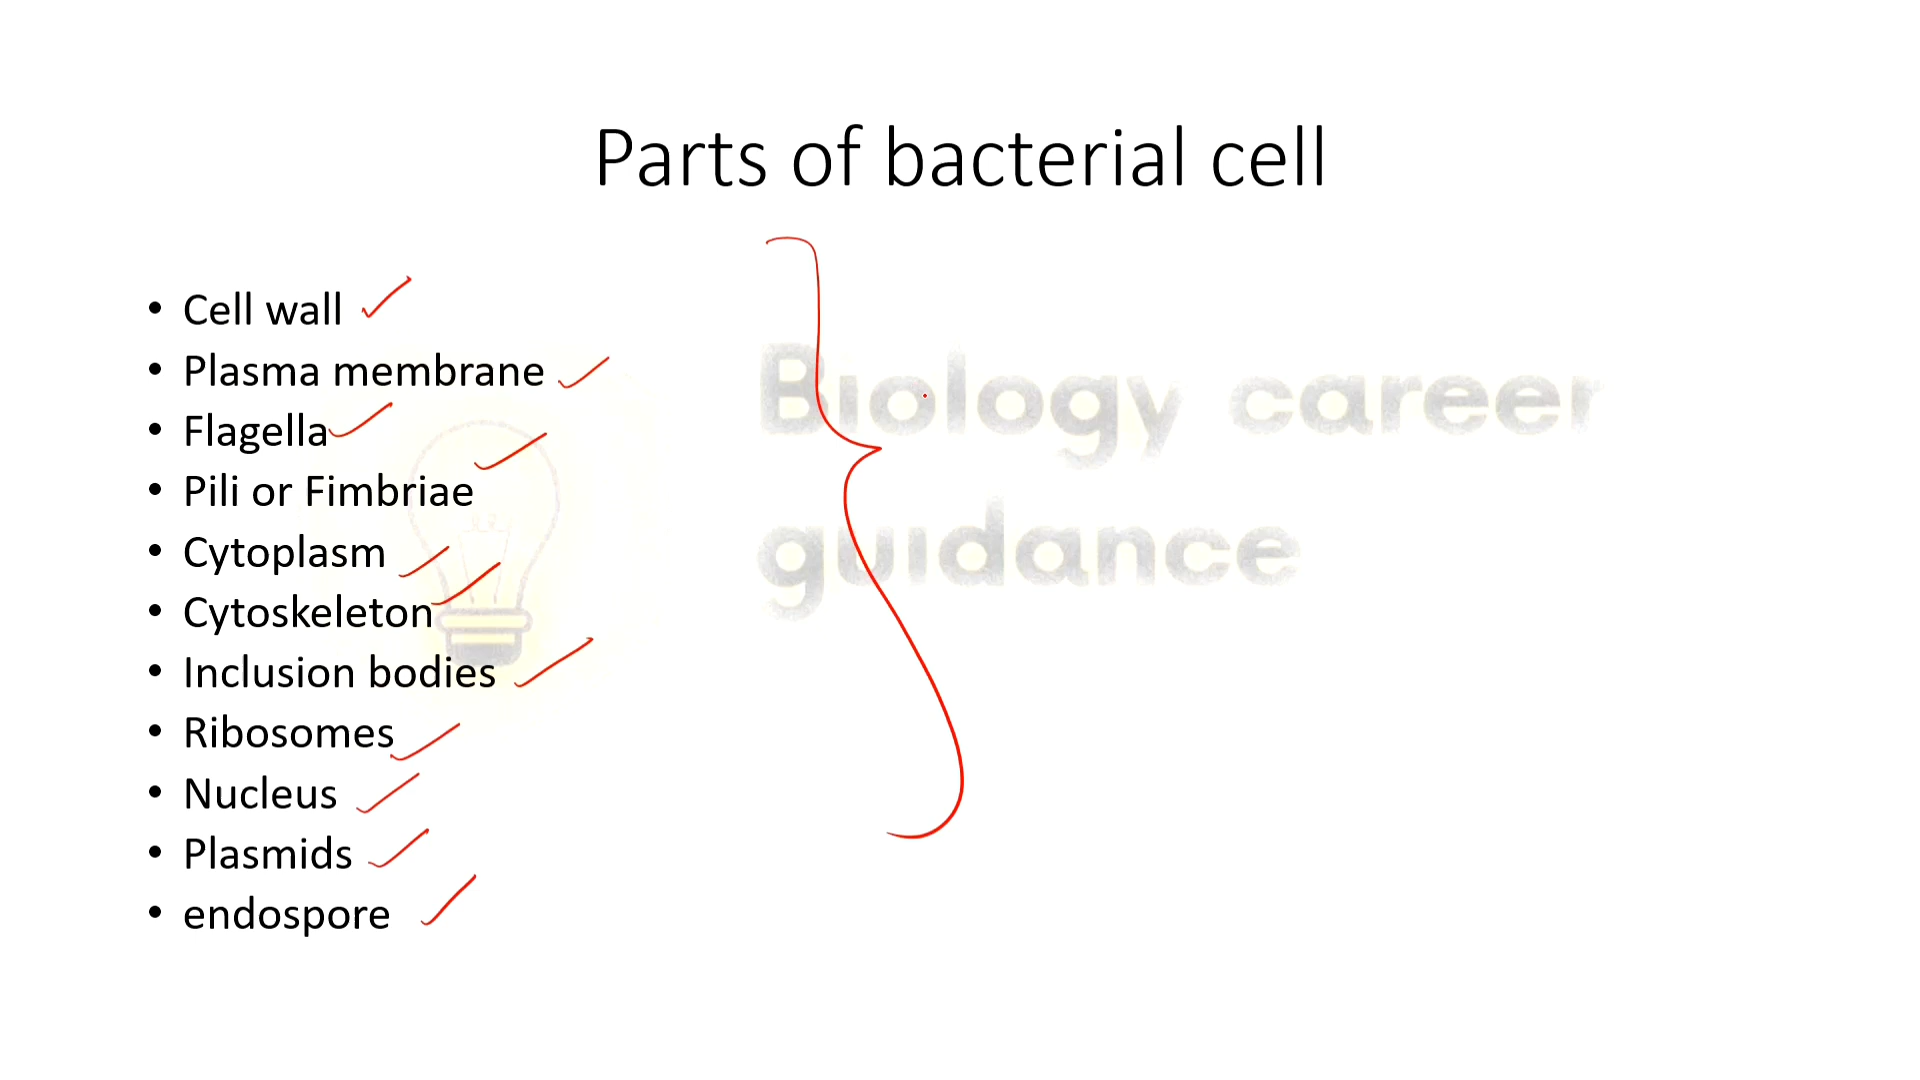 Parts of bacterial cell
• Cell wall
• Plasma membrane
• Flagella
• Pili or Fimbriae
• Cytoplasm
• Cytoskeleton
• Inclusion bodies
• Ribosomes
• Nucleus
• Plasmids
• endospore
Biology career
guidance